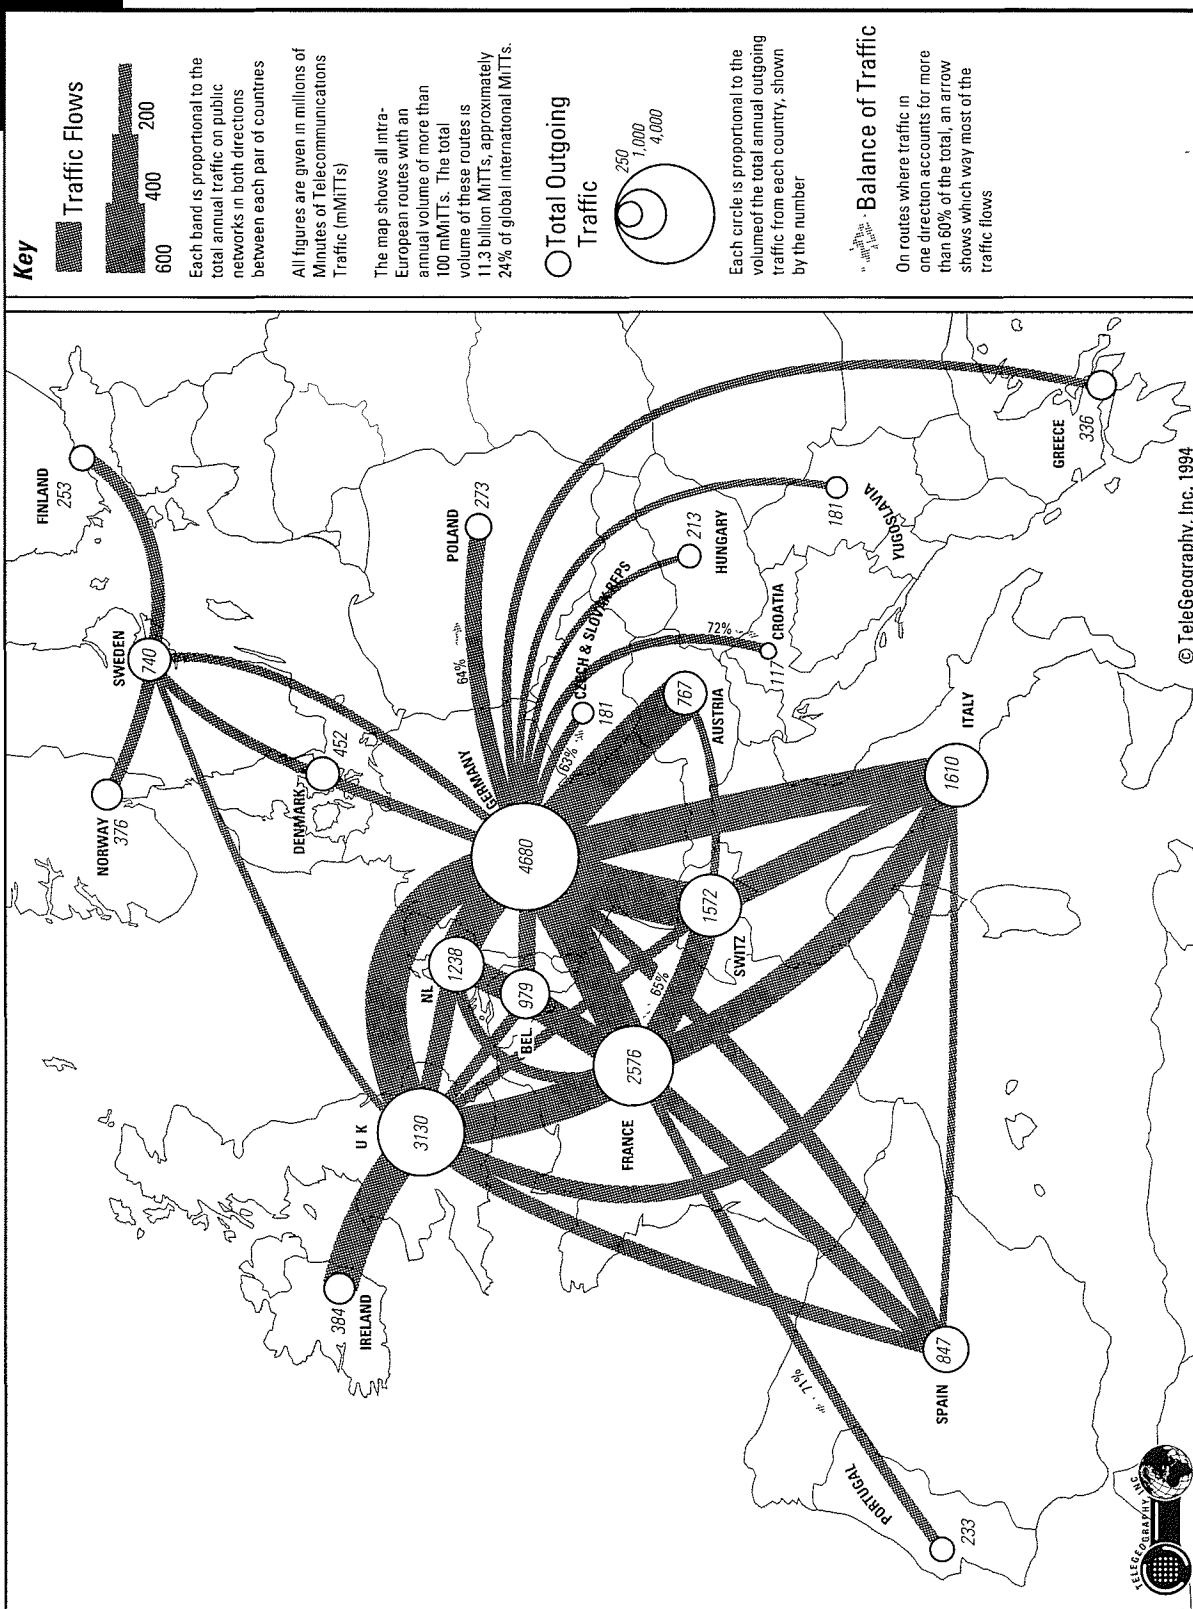 Key
Traffic Flows
600 400 200
Each band is proportional to the
total annual traffic on public
networks in both directions
between each pair of countries
All figures are given in millions of
Minutes of Telecommunications
Traffic (mMiTTs)
The map shows all intra-
European routes with an
annual volume of more than
100 mMiTTs. The total
volume of these routes is
11.3 billion MiTTs, approximately
24% of global international MiTTs.
Total Outgoing
Traffic
250
1,000
4,000
Each circle is proportional to the
volumeof the total annual outgoing
traffic from each country, shown
by the number
Balance of Traffic
On routes where traffic in
one direction accounts for more
than 60% of the total, an arrow
shows which way most of the
traffic flows
FINLAND
253
SWEDEN
740
NORWAY
376
DENMARK
452
POLAND
273
64%
GERMANY
4680
CZECH & SLOVAK REPS
181
63%
HUNGARY
213
YUGOSLAVIA
181
CROATIA
117
72%
GREECE
336
AUSTRIA
767
ITALY
1610
SWITZ
1572
NL
1238
BEL.
979
65%
UK
3130
FRANCE
2576
IRELAND
384
SPAIN
847
PORTUGAL
233
71%
© TeleGeography, Inc. 1994
TELEGEOGRAPHY, INC